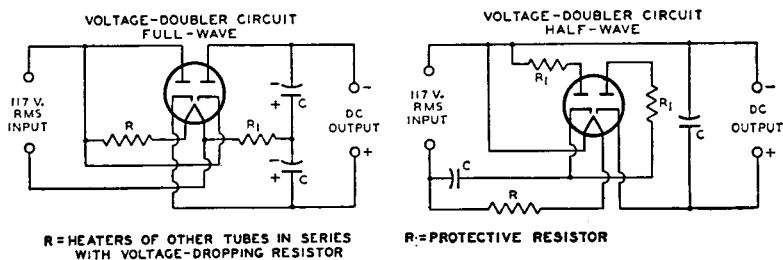 VOLTAGE-DOUBLER CIRCUIT
FULL-WAVE
117 V.
RMS
INPUT
R
R1
C
C
DC
OUTPUT
R=HEATERS OF OTHER TUBES IN SERIES
WITH VOLTAGE-DROPPING RESISTOR
VOLTAGE-DOUBLER CIRCUIT
HALF-WAVE
117 V.
RMS
INPUT
R1
R1
C
C
R
DC
OUTPUT
R1=PROTECTIVE RESISTOR